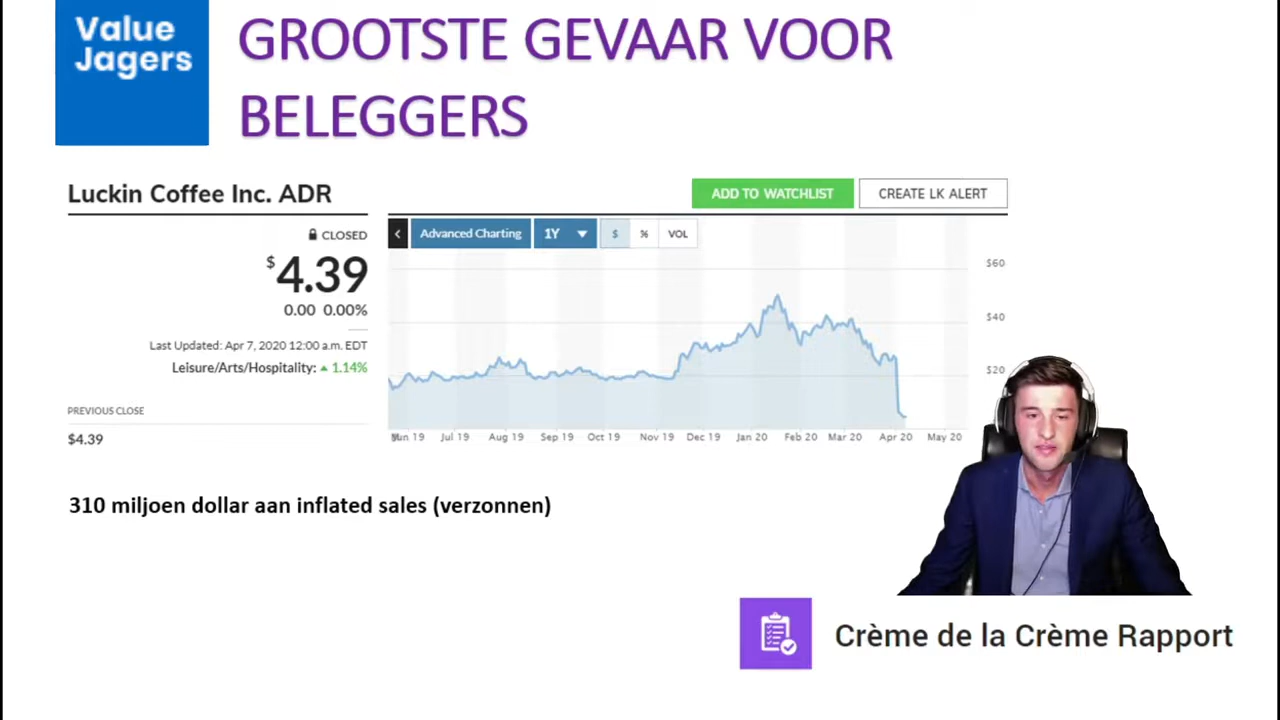 Value
Jagers
GROOTSTE GEVAAR VOOR
BELEGGERS
Luckin Coffee Inc. ADR
ADD TO WATCHLIST
CREATE LK ALERT
CLOSED
$4.39
0.00 0.00%
Last Updated: Apr 7, 2020 12:00 a.m. EDT
Leisure/Arts/Hospitality: 1.14%
PREVIOUS CLOSE
$4.39
< Advanced Charting 1Y $ % VOL
$60
$40
$20
Jun 19 Jul 19 Aug 19 Sep 19 Oct 19 Nov 19 Dec 19 Jan 20 Feb 20 Mar 20 Apr 20 May 20
310 miljoen dollar aan inflated sales (verzonnen)
Crème de la Crème Rapport